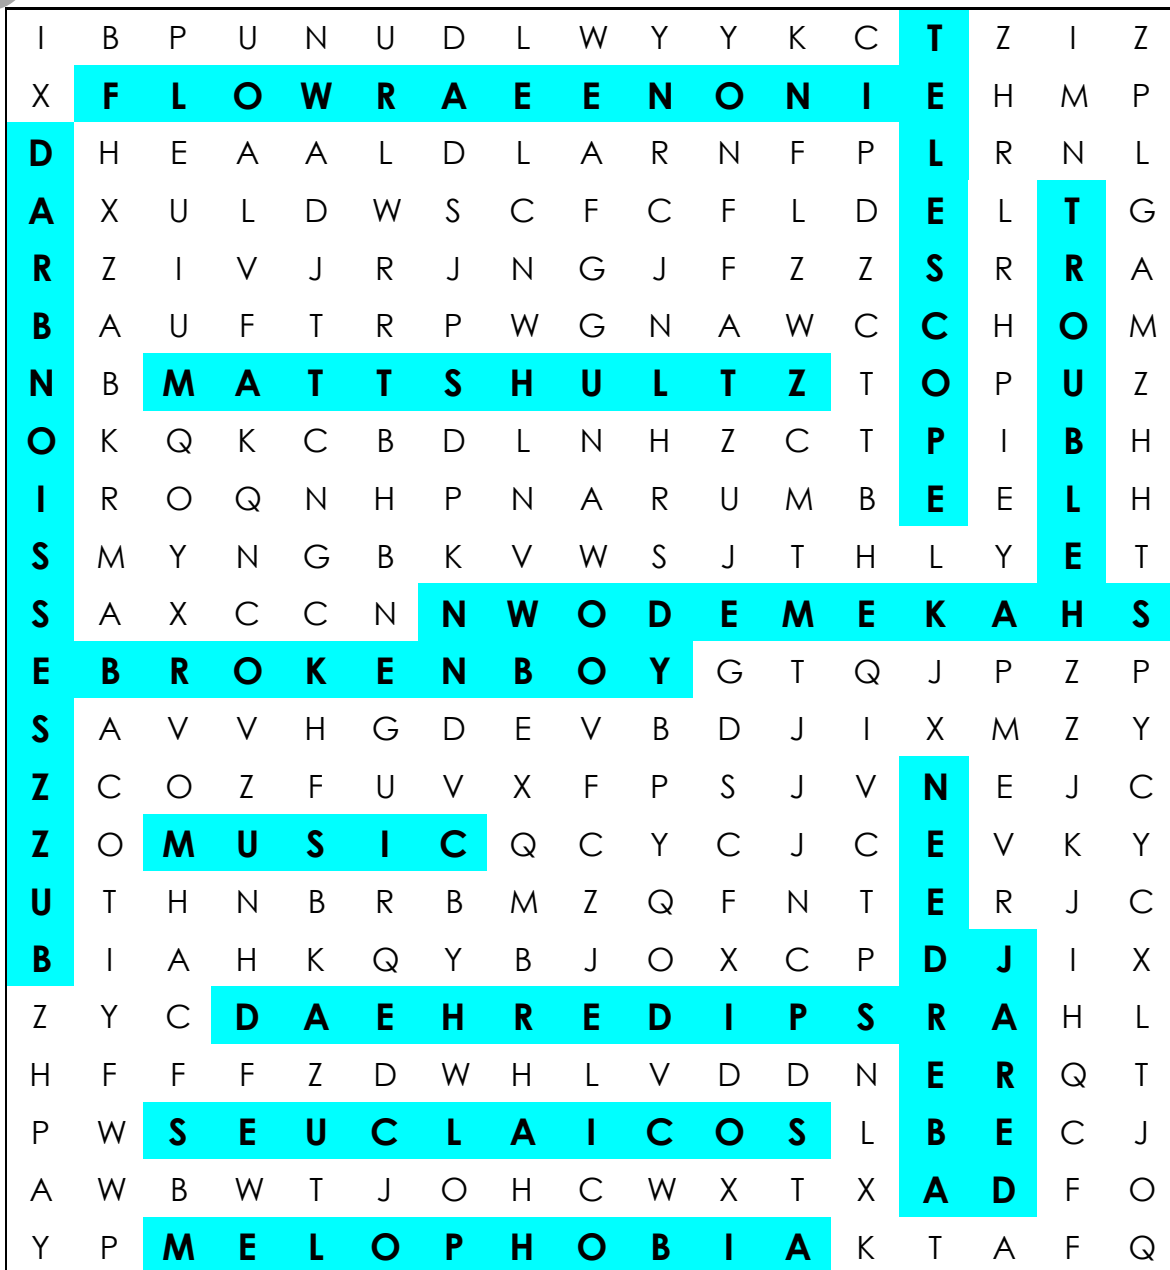 I B P U N U D L W Y Y K C T Z I Z
X F L O W R A E E N O N I E H M P
D H E A A L D L A R N F P L R N L
A X U L D W S C F C F L D E L T G
R Z I V J R J N G J F Z Z S R R A
B A U F T R P W G N A W C C H O M
N B M A T T S H U L T Z T O P U Z
O K Q K C B D L N H Z C T P I B H
I R O Q N H P N A R U M B E E L H
S M Y N G B K V W S J T H L Y E T
S A X C C N N W O D E M E K A H S
E B R O K E N B O Y G T Q J P Z P
S A V V H G D E V B D J I X M Z Y
Z C O Z F U V X F P S J V N E J C
Z O M U S I C Q C Y C J C E V K Y
U T H N B R B M Z Q F N T E R J C
B I A H K Q Y B J O X C P D J I X
Z Y C D A E H R E D I P S R A H L
H F F F Z D W H L V D D N E R Q T
P W S E U C L A I C O S L B E C J
A W B W T J O H C W X T X A D F O
Y P M E L O P H O B I A K T A F Q